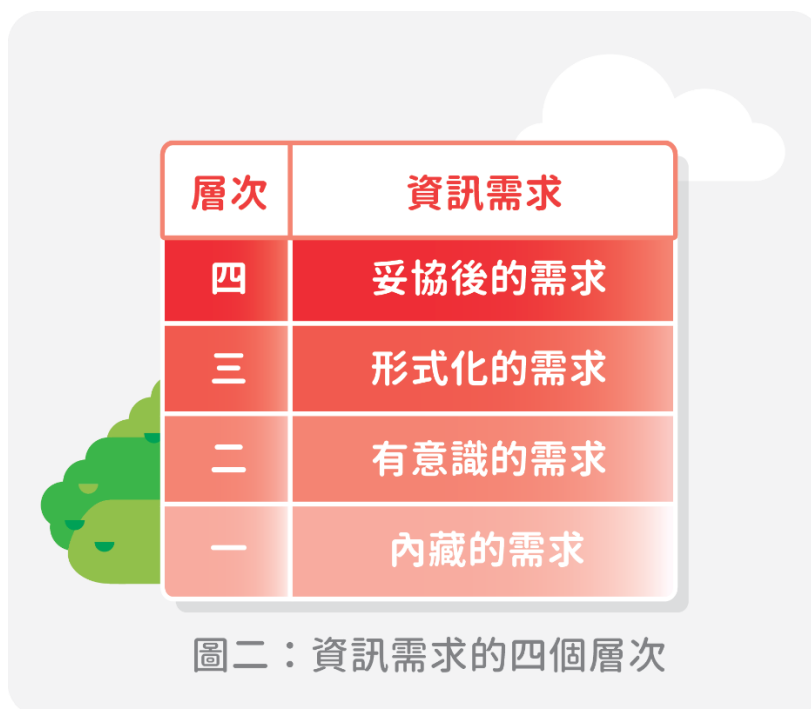 層次 資訊需求
四 妥協後的需求
三 形式化的需求
二 有意識的需求
一 內藏的需求
圖二：資訊需求的四個層次